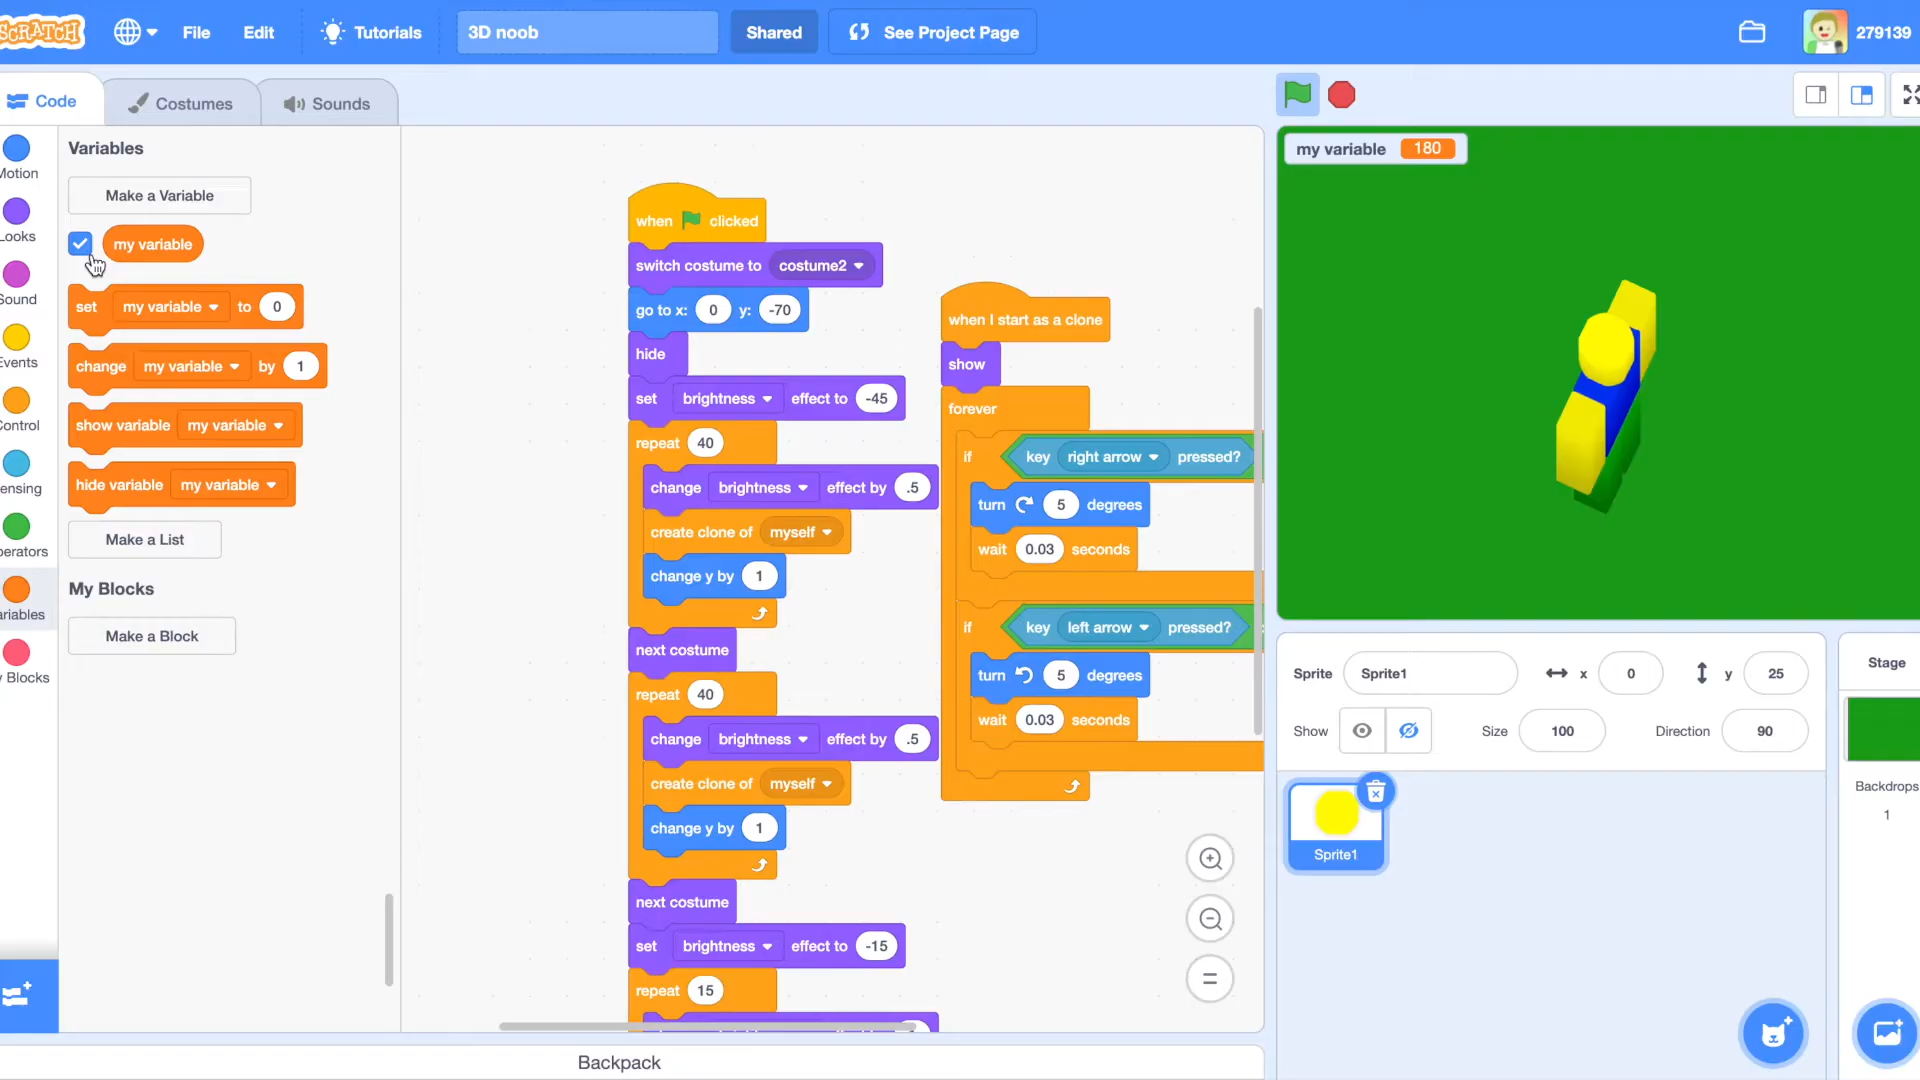 SCRATCH File Edit Tutorials 3D noob Shared See Project Page 279139
Code Costumes Sounds
Motion
Looks
Sound
Events
Control
ensing
perators
ariables
y Blocks
Variables
Make a Variable
my variable
set my variable to 0
change my variable by 1
show variable my variable
hide variable my variable
Make a List
My Blocks
Make a Block
when clicked
switch costume to costume2
go to x: 0 y: -70
hide
set brightness effect to -45
repeat 40
change brightness effect by .5
create clone of myself
change y by 1
next costume
repeat 40
change brightness effect by .5
create clone of myself
change y by 1
next costume
set brightness effect to -15
repeat 15
when I start as a clone
show
forever
if key right arrow pressed?
turn 5 degrees
wait 0.03 seconds
if key left arrow pressed?
turn 5 degrees
wait 0.03 seconds
Backpack
my variable 180
Sprite Sprite1 x 0 y 25
Show Size 100 Direction 90
Sprite1
Stage
Backdrops
1